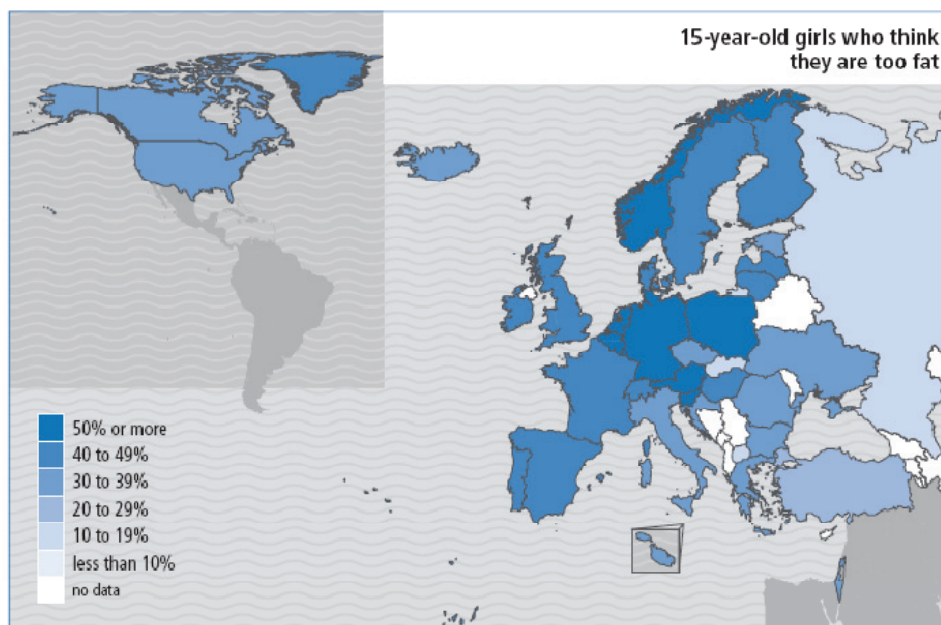 15-year-old girls who think
they are too fat
50% or more
40 to 49%
30 to 39%
20 to 29%
10 to 19%
less than 10%
no data